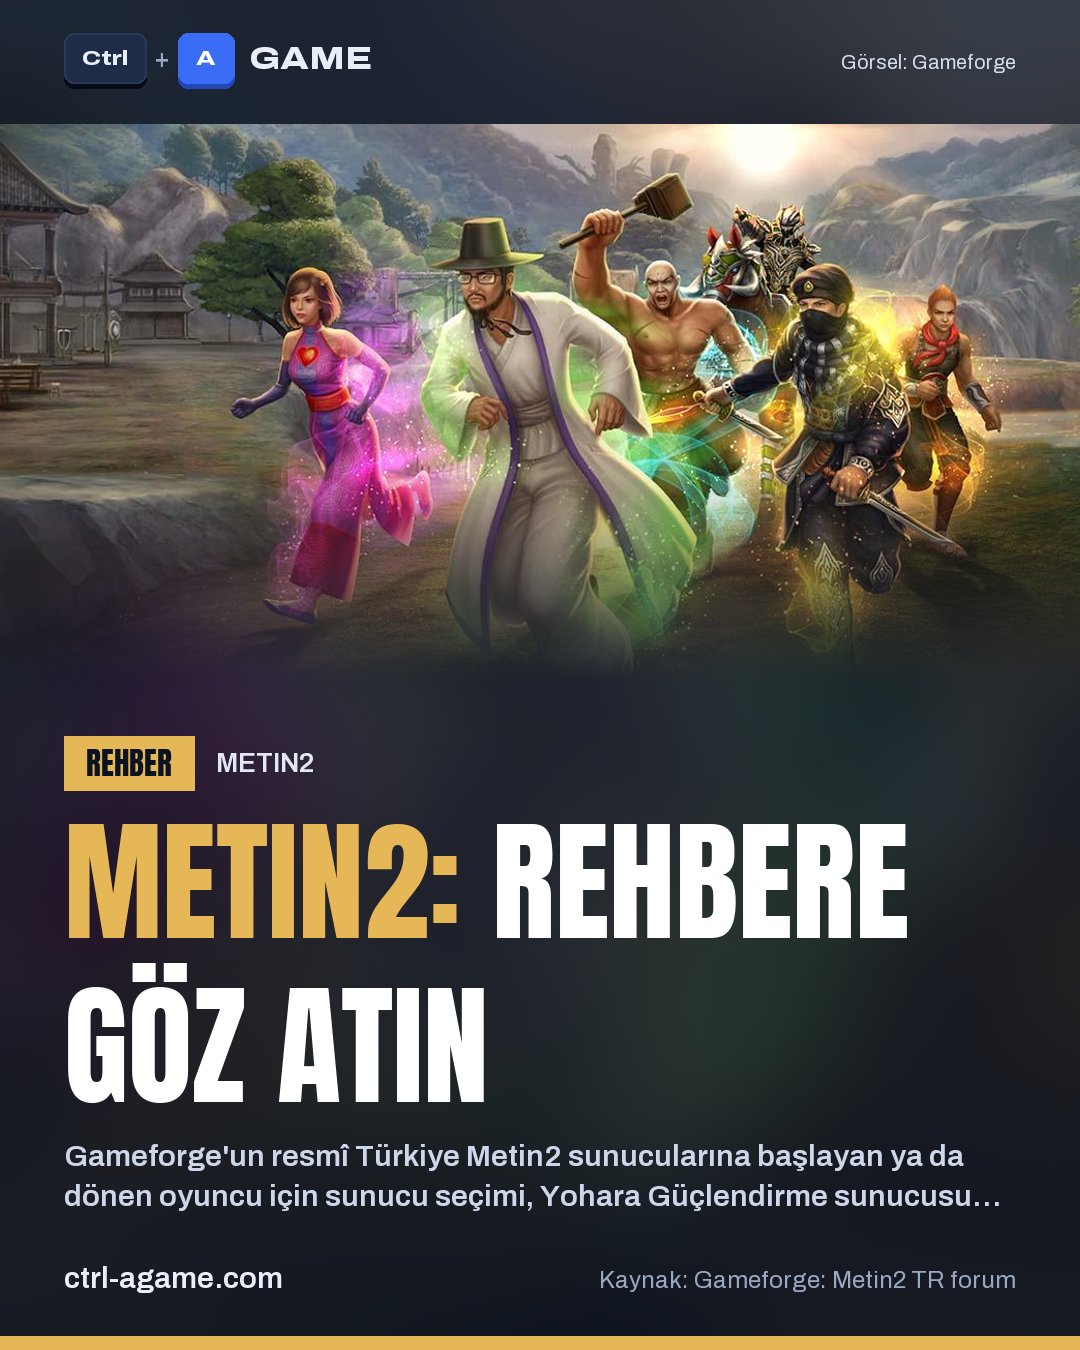 Ctrl + A GAME
Görsel: Gameforge
REHBER METIN2
METIN2: REHBERE
GÖZ ATIN
Gameforge'un resmî Türkiye Metin2 sunucularına başlayan ya da
dönen oyuncu için sunucu seçimi, Yohara Güçlendirme sunucusu...
ctrl-agame.com
Kaynak: Gameforge: Metin2 TR forum